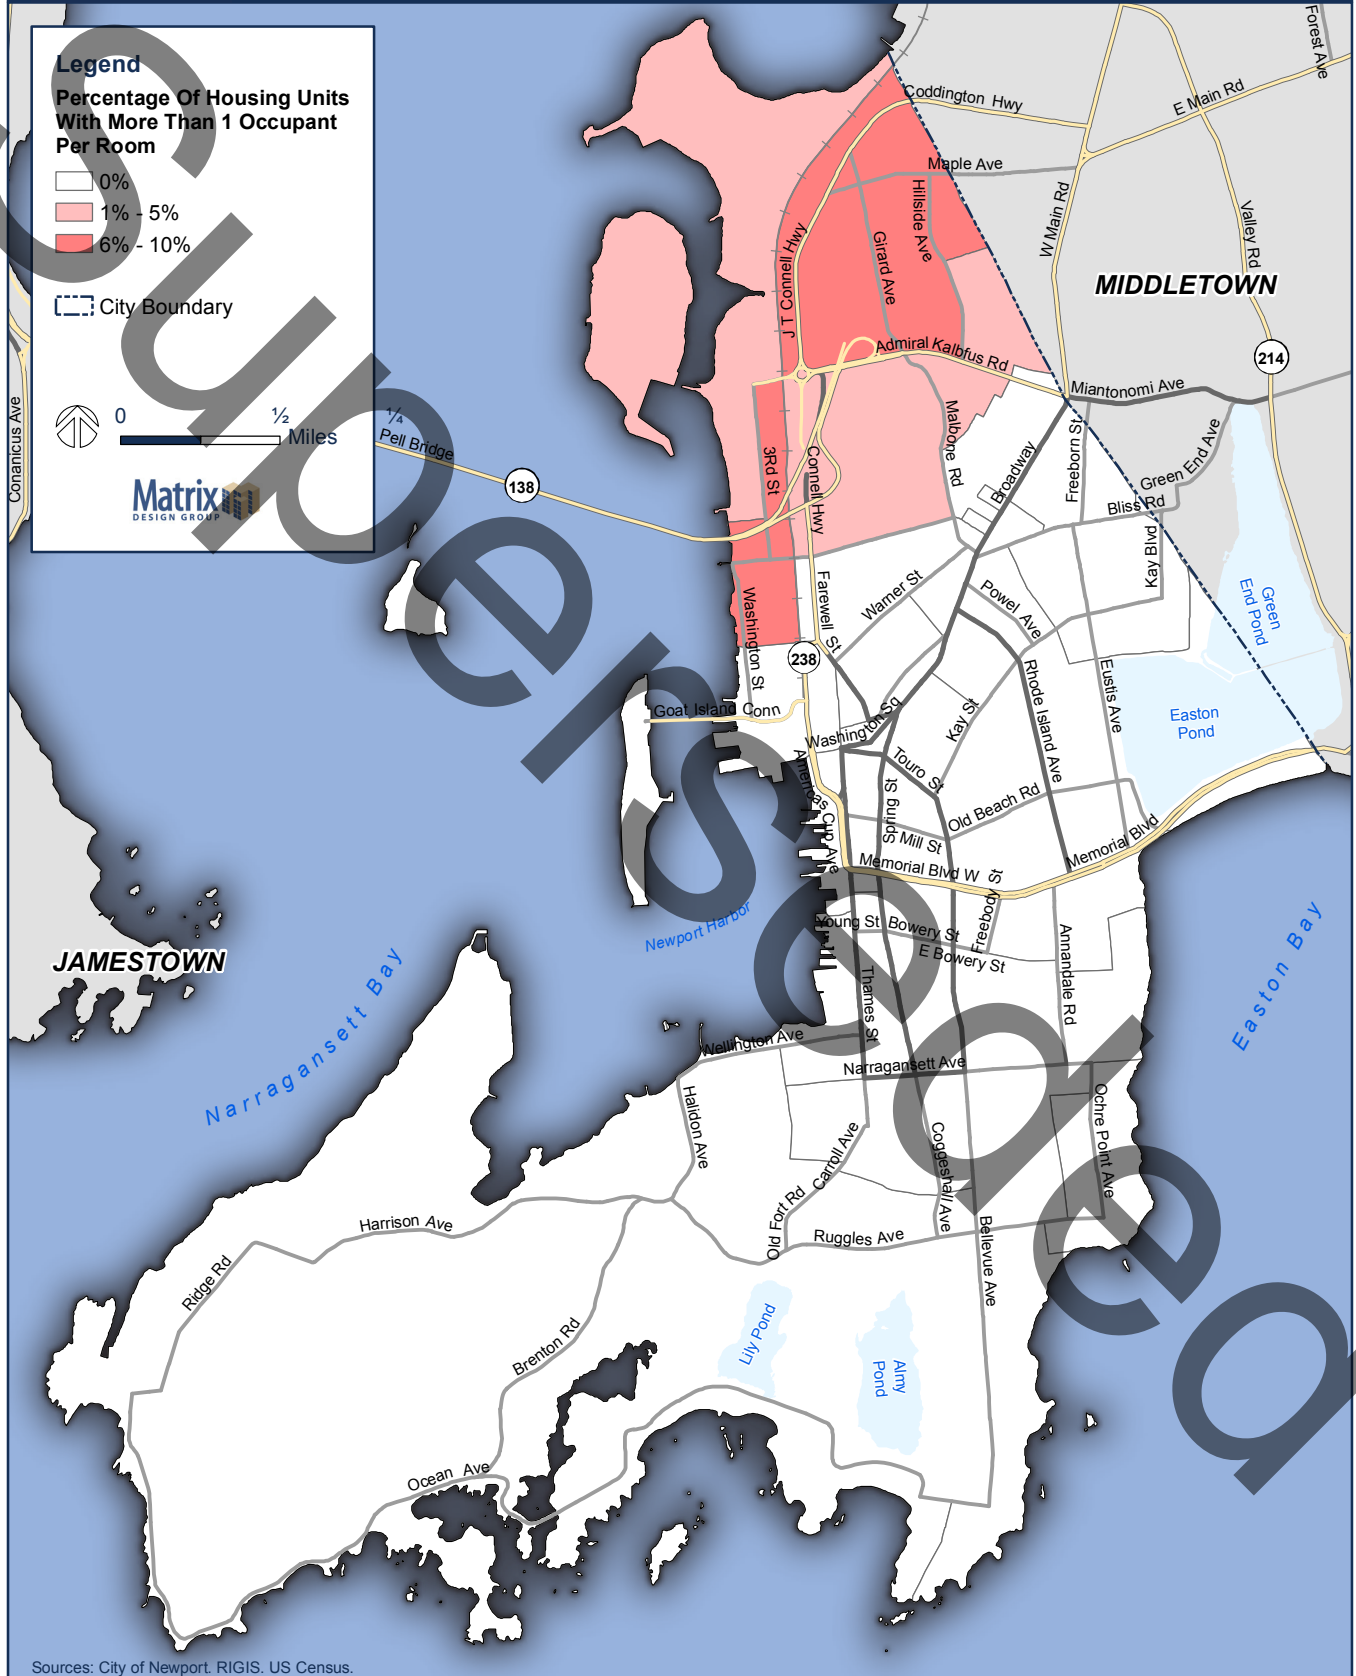 Legend
Percentage Of Housing Units
With More Than 1 Occupant
Per Room
0%
1% - 5%
6% - 10%
City Boundary
0 ½ ¼
Miles
Matrix
DESIGN GROUP
Superseded
Forest Ave
Coddington Hwy
E Main Rd
Maple Ave
Hillside Ave
W Main Rd
Valley Rd
Girard Ave
J T Connell Hwy
MIDDLETOWN
214
Admiral Kalbfus Rd
Miantonomi Ave
Conanicus Ave
Pell Bridge
138
3Rd St
Connell Hwy
Malbone Rd
Broadway
Freeborn St
Green End Ave
Bliss Rd
Kay Blvd
Green
End Pond
Washington St
Farewell St
Warner St
Powel Ave
238
Rhode Island Ave
Eustis Ave
Easton
Pond
Goat Island Conn
Washington Sq
Kay St
Touro St
Americas Cup Ave
Spring St
Old Beach Rd
Mill St
Memorial Blvd
Memorial Blvd W
Freebody St
Newport Harbor
Young St
Bowery St
E Bowery St
Annandale Rd
Easton Bay
JAMESTOWN
Narragansett Bay
Thames St
Wellington Ave
Narragansett Ave
Halidon Ave
Carroll Ave
Coggeshall Ave
Ochre Point Ave
Old Fort Rd
Harrison Ave
Ruggles Ave
Bellevue Ave
Ridge Rd
Brenton Rd
Lily Pond
Almy
Pond
Ocean Ave
Sources: City of Newport. RIGIS. US Census.